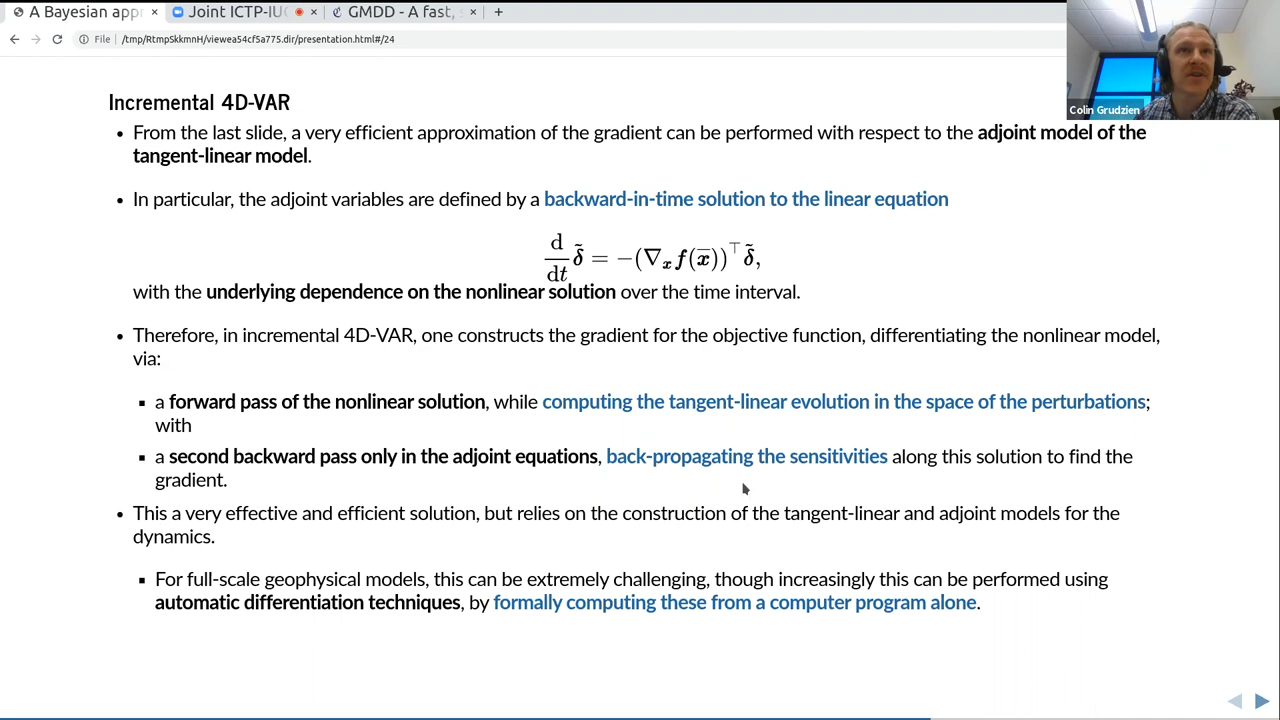 A Bayesian app
Joint ICTP-IUG
GMDD - A fast,
File
/tmp/RtmpSkkmnH/viewea54cf5a775.dir/presentation.html#/24
Colin Grudzien
Incremental 4D-VAR
• From the last slide, a very efficient approximation of the gradient can be performed with respect to the adjoint model of the
tangent-linear model.
• In particular, the adjoint variables are defined by a backward-in-time solution to the linear equation
d/dt δ̃ = −(∇ₓf(x̄))⊤ δ̃,
with the underlying dependence on the nonlinear solution over the time interval.
• Therefore, in incremental 4D-VAR, one constructs the gradient for the objective function, differentiating the nonlinear model,
via:
▪ a forward pass of the nonlinear solution, while computing the tangent-linear evolution in the space of the perturbations;
with
▪ a second backward pass only in the adjoint equations, back-propagating the sensitivities along this solution to find the
gradient.
• This a very effective and efficient solution, but relies on the construction of the tangent-linear and adjoint models for the
dynamics.
▪ For full-scale geophysical models, this can be extremely challenging, though increasingly this can be performed using
automatic differentiation techniques, by formally computing these from a computer program alone.